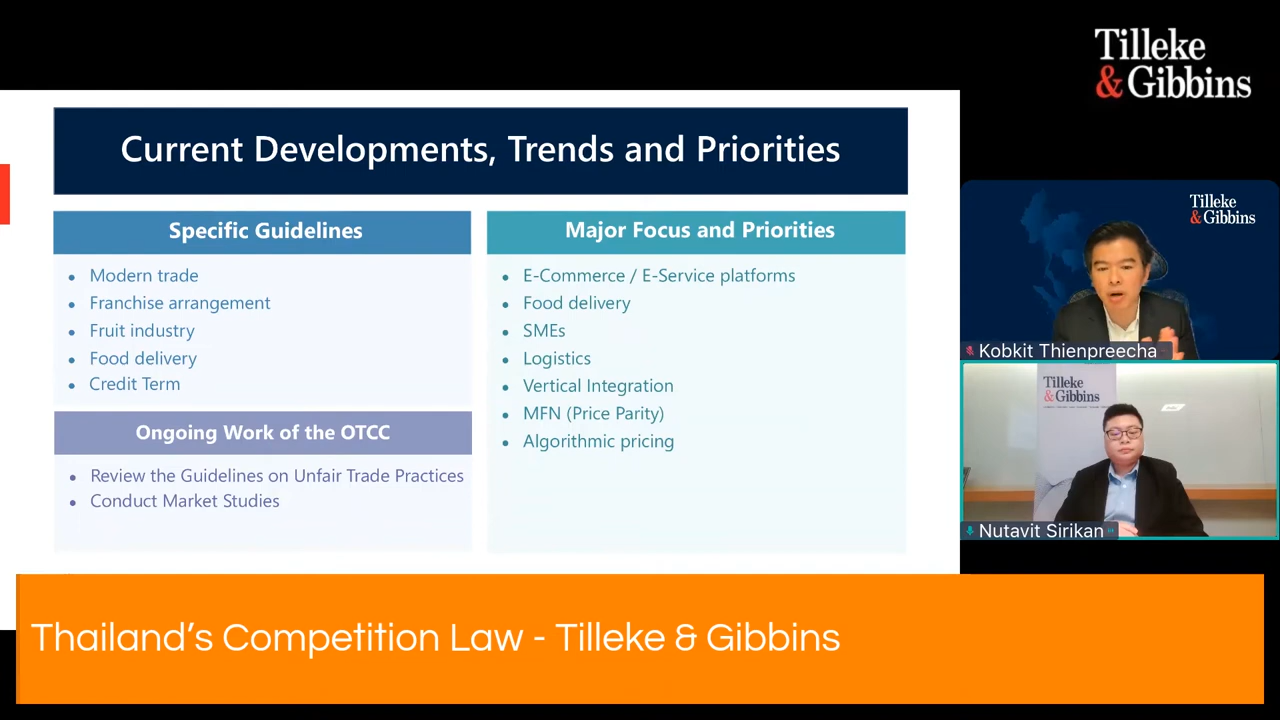 Tilleke
& Gibbins
Current Developments, Trends and Priorities
Specific Guidelines
• Modern trade
• Franchise arrangement
• Fruit industry
• Food delivery
• Credit Term
Ongoing Work of the OTCC
• Review the Guidelines on Unfair Trade Practices
• Conduct Market Studies
Major Focus and Priorities
• E-Commerce / E-Service platforms
• Food delivery
• SMEs
• Logistics
• Vertical Integration
• MFN (Price Parity)
• Algorithmic pricing
Tilleke
& Gibbins
Kobkit Thienpreecha
Tilleke
& Gibbins
Nutavit Sirikan
Thailand's Competition Law - Tilleke & Gibbins